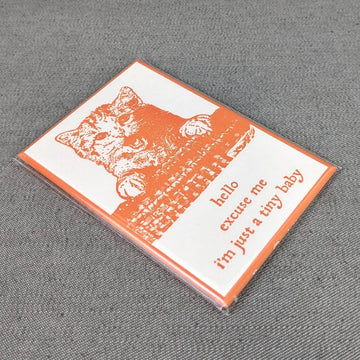 hello
excuse me
i'm just a tiny baby